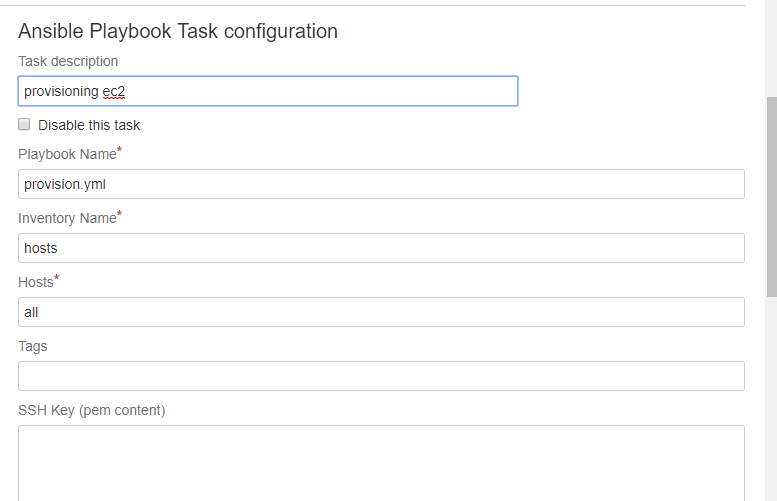 Ansible Playbook Task configuration
Task description
provisioning ec2
Disable this task
Playbook Name*
provision.yml
Inventory Name*
hosts
Hosts*
all
Tags
SSH Key (pem content)